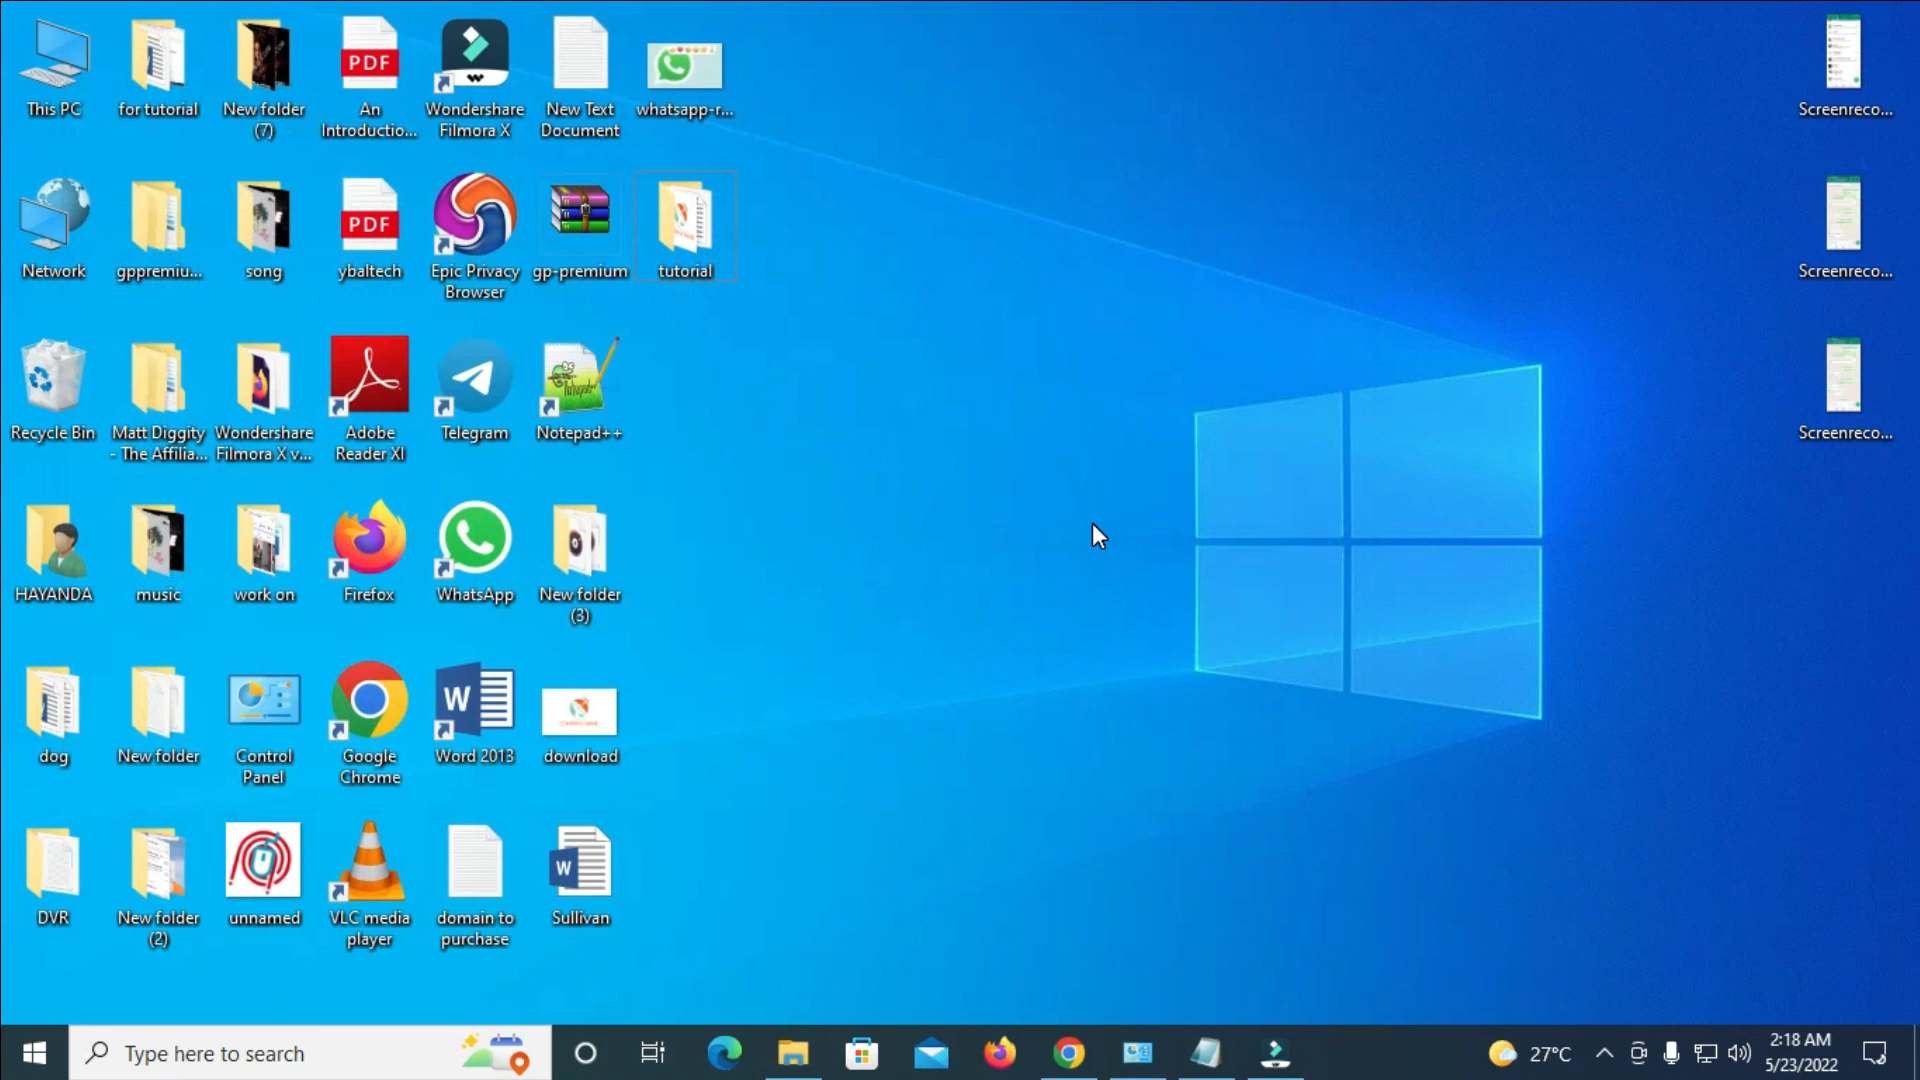 This PC
for tutorial
New folder
(7)
PDF
An
Introductio...
Wondershare
Filmora X
New Text
Document
whatsapp-r...
Screenreco...
Network
gppremiu...
song
PDF
ybaltech
Epic Privacy
Browser
gp-premium
tutorial
Screenreco...
Recycle Bin
Matt Diggity
- The Affilia...
Wondershare
Filmora X v...
Adobe
Reader XI
Telegram
Notepad++
Screenreco...
HAYANDA
music
work on
Firefox
WhatsApp
New folder
(3)
dog
New folder
Control
Panel
Google
Chrome
W
Word 2013
COMPANY NAME
download
DVR
New folder
(2)
unnamed
VLC media
player
domain to
purchase
W
Sullivan
Type here to search
27°C
2:18 AM
5/23/2022